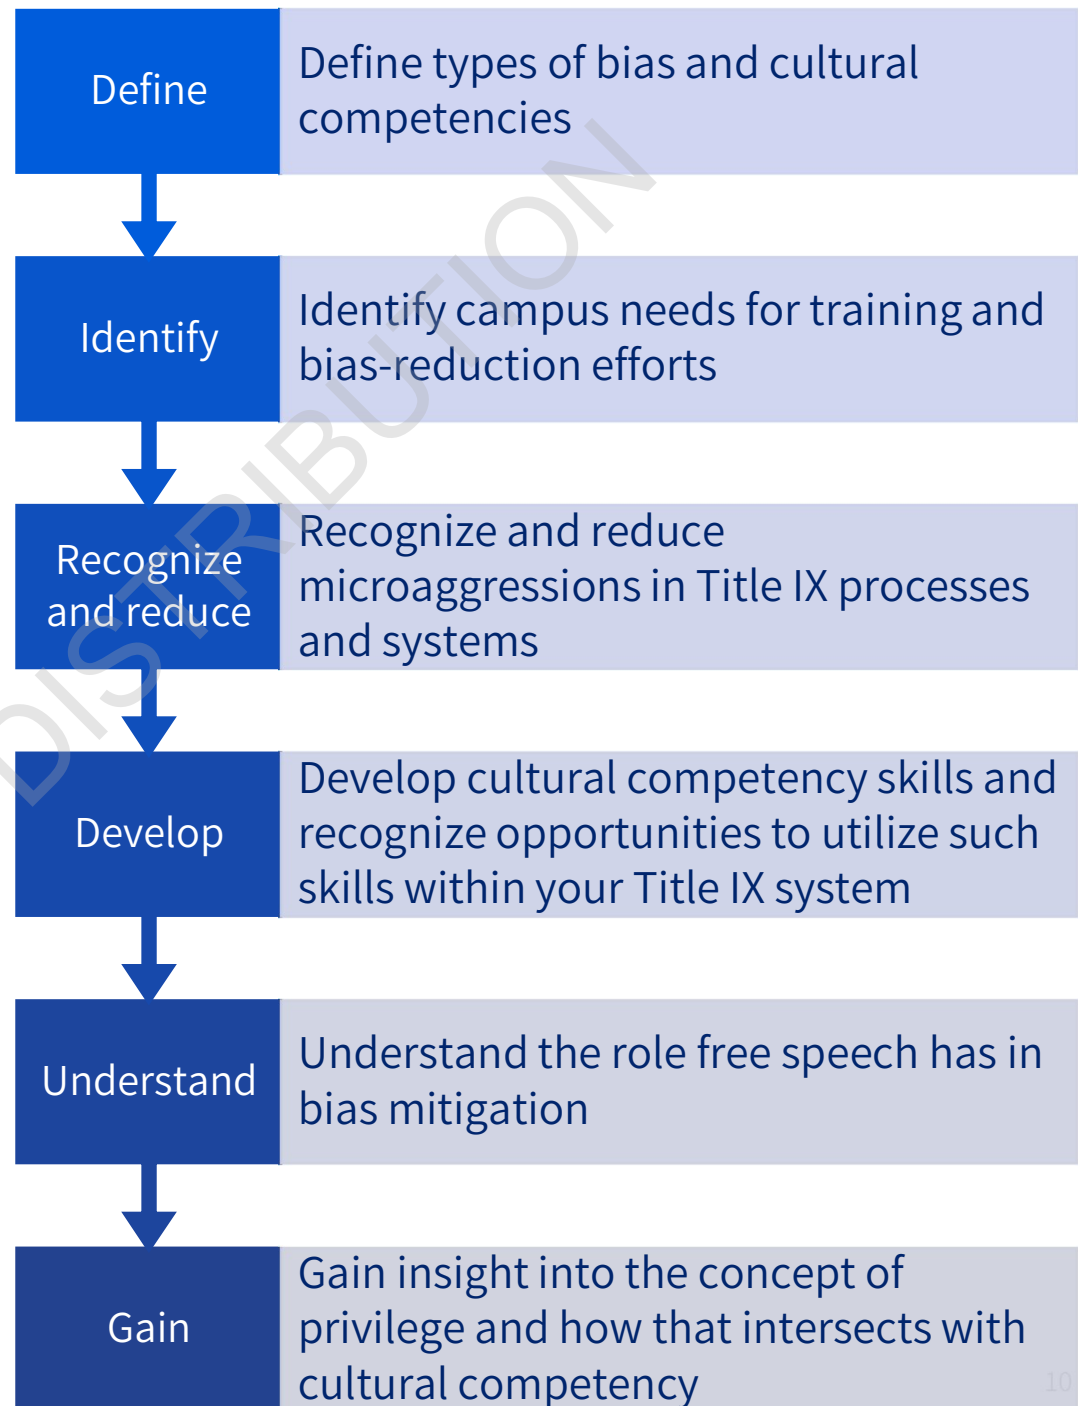 Define
Define types of bias and cultural
competencies
Identify
Identify campus needs for training and
bias-reduction efforts
Recognize
and reduce
Recognize and reduce
microaggressions in Title IX processes
and systems
Develop
Develop cultural competency skills and
recognize opportunities to utilize such
skills within your Title IX system
Understand
Understand the role free speech has in
bias mitigation
Gain
Gain insight into the concept of
privilege and how that intersects with
cultural competency
10
DISTRIBUTION